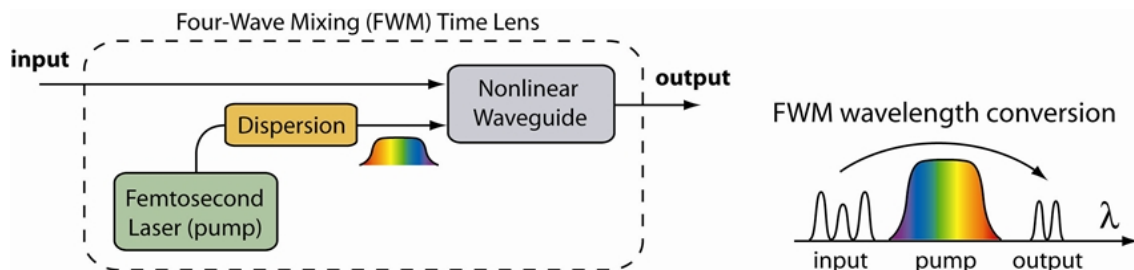 Four-Wave Mixing (FWM) Time Lens
input
output
Nonlinear
Waveguide
Dispersion
Femtosecond
Laser (pump)
FWM wavelength conversion
λ
input pump output